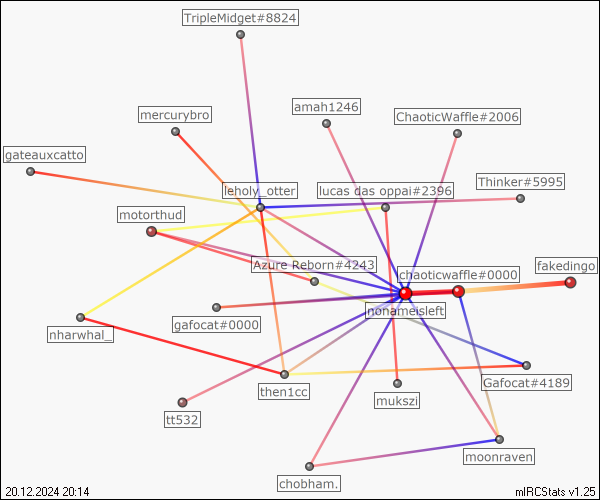 TripleMidget#8824
amah1246
mercurybro
ChaoticWaffle#2006
gateauxcatto
leholy_otter
lucas das oppai#2396
Thinker#5995
motorthud
Azure Reborn#4243
chaoticwaffle#0000
fakedingo
nonameisleft
gafocat#0000
nharwhal_
then1cc
mukszi
Gafocat#4189
tt532
moonraven
chobham.
20.12.2024 20:14
mIRCStats v1.25